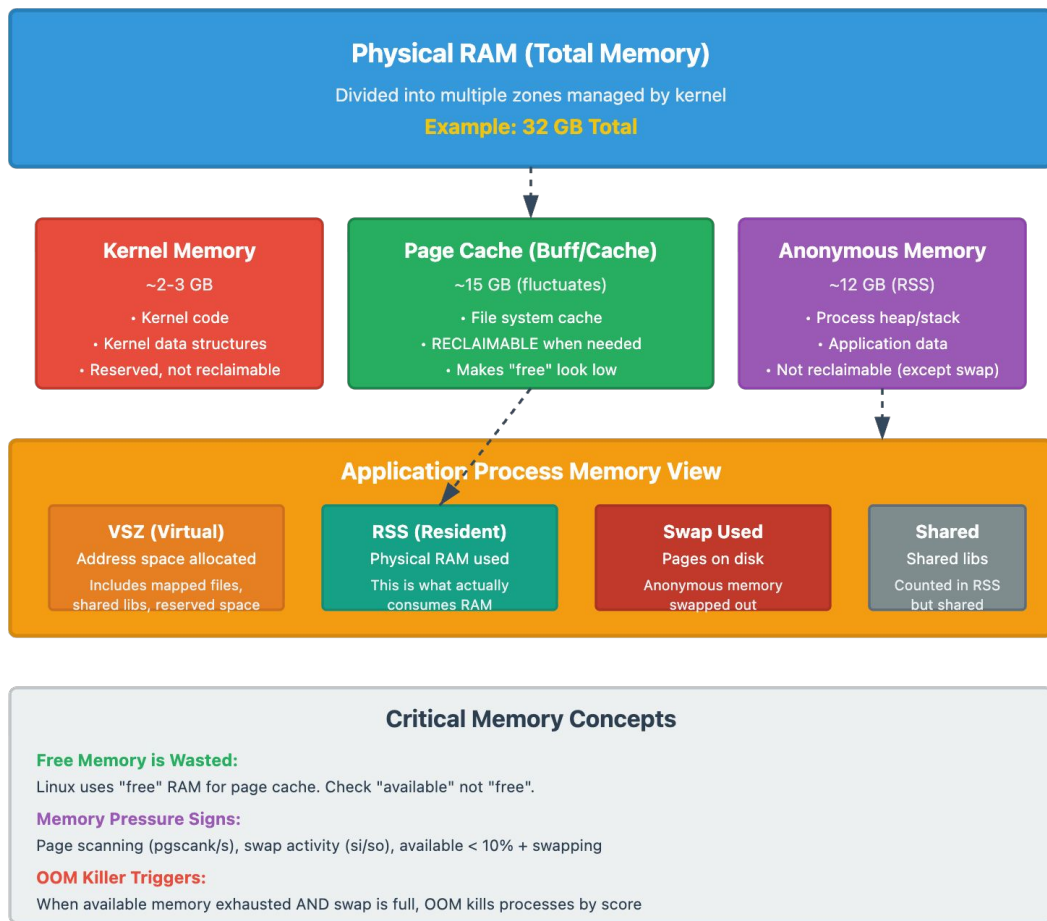 Physical RAM (Total Memory)
Divided into multiple zones managed by kernel
Example: 32 GB Total
Kernel Memory
~2-3 GB
• Kernel code
• Kernel data structures
• Reserved, not reclaimable
Page Cache (Buff/Cache)
~15 GB (fluctuates)
• File system cache
• RECLAIMABLE when needed
• Makes "free" look low
Anonymous Memory
~12 GB (RSS)
• Process heap/stack
• Application data
• Not reclaimable (except swap)
Application Process Memory View
VSZ (Virtual)
Address space allocated
Includes mapped files,
shared libs, reserved space
RSS (Resident)
Physical RAM used
This is what actually
consumes RAM
Swap Used
Pages on disk
Anonymous memory
swapped out
Shared
Shared libs
Counted in RSS
but shared
Critical Memory Concepts
Free Memory is Wasted:
Linux uses "free" RAM for page cache. Check "available" not "free".
Memory Pressure Signs:
Page scanning (pgscank/s), swap activity (si/so), available < 10% + swapping
OOM Killer Triggers:
When available memory exhausted AND swap is full, OOM kills processes by score